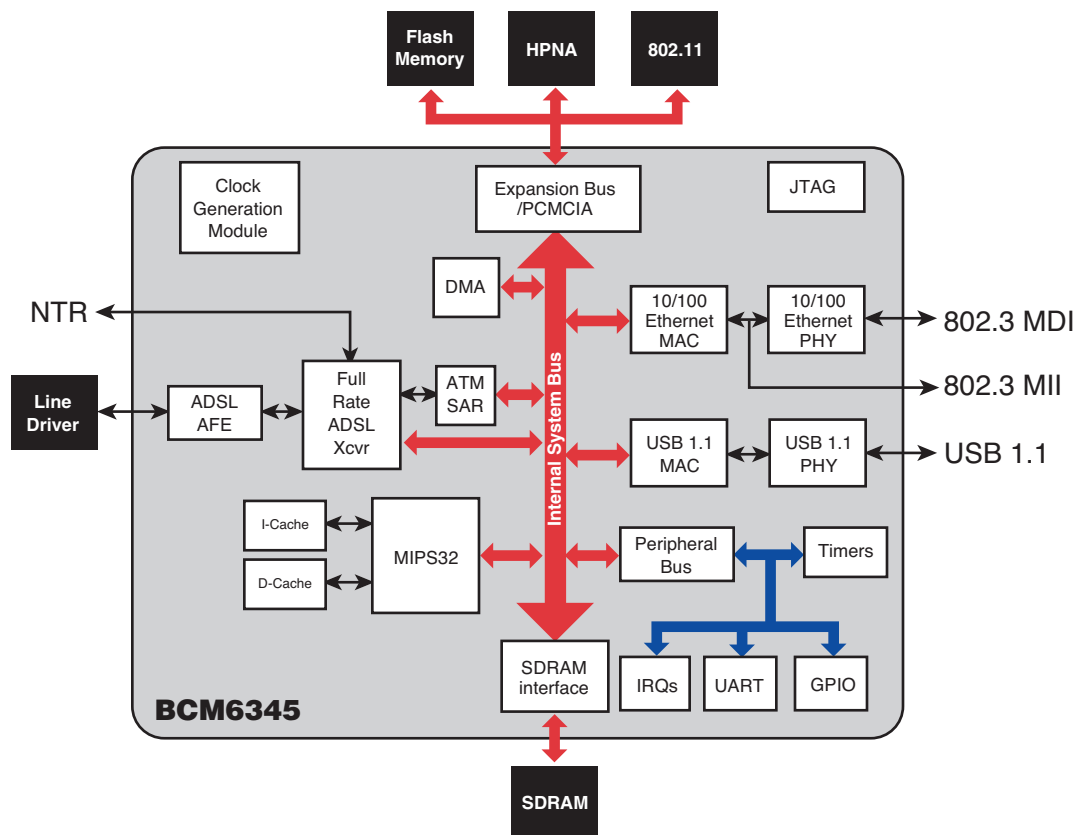 Flash
Memory
HPNA
802.11
Clock
Generation
Module
Expansion Bus
/PCMCIA
JTAG
DMA
10/100
Ethernet
MAC
10/100
Ethernet
PHY
NTR
802.3 MDI
Line
Driver
ADSL
AFE
Full
Rate
ADSL
Xcvr
ATM
SAR
Internal System Bus
802.3 MII
USB 1.1
MAC
USB 1.1
PHY
USB 1.1
I-Cache
D-Cache
MIPS32
Peripheral
Bus
Timers
SDRAM
interface
IRQs
UART
GPIO
BCM6345
SDRAM